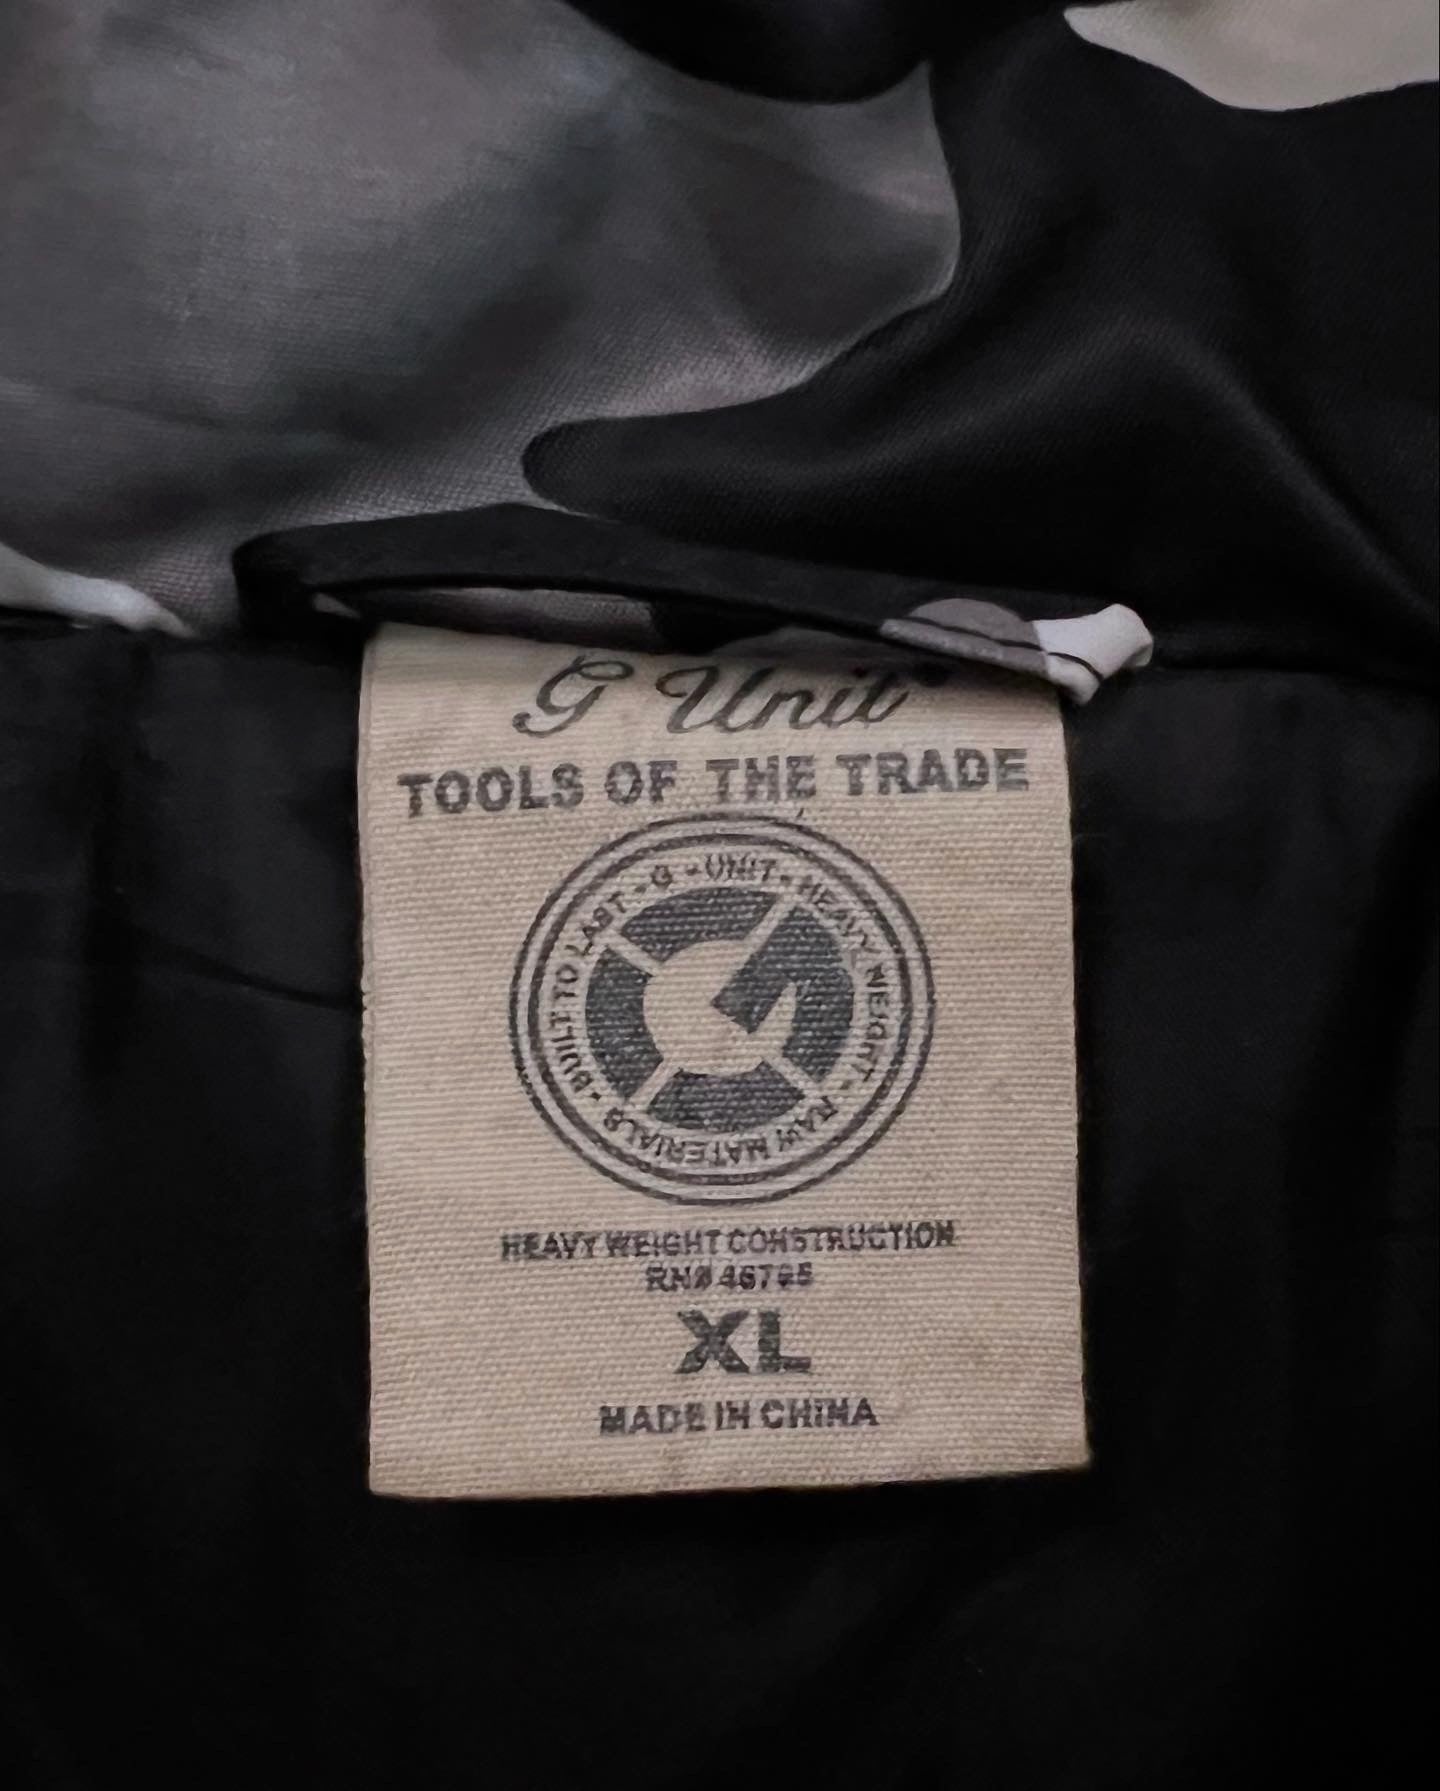 G Unit
TOOLS OF THE TRADE
G - UNIT - HEAVY WEIGHT - RAW MATERIALS - BUILT TO LAST -
HEAVY WEIGHT CONSTRUCTION
RN# 46795
XL
MADE IN CHINA